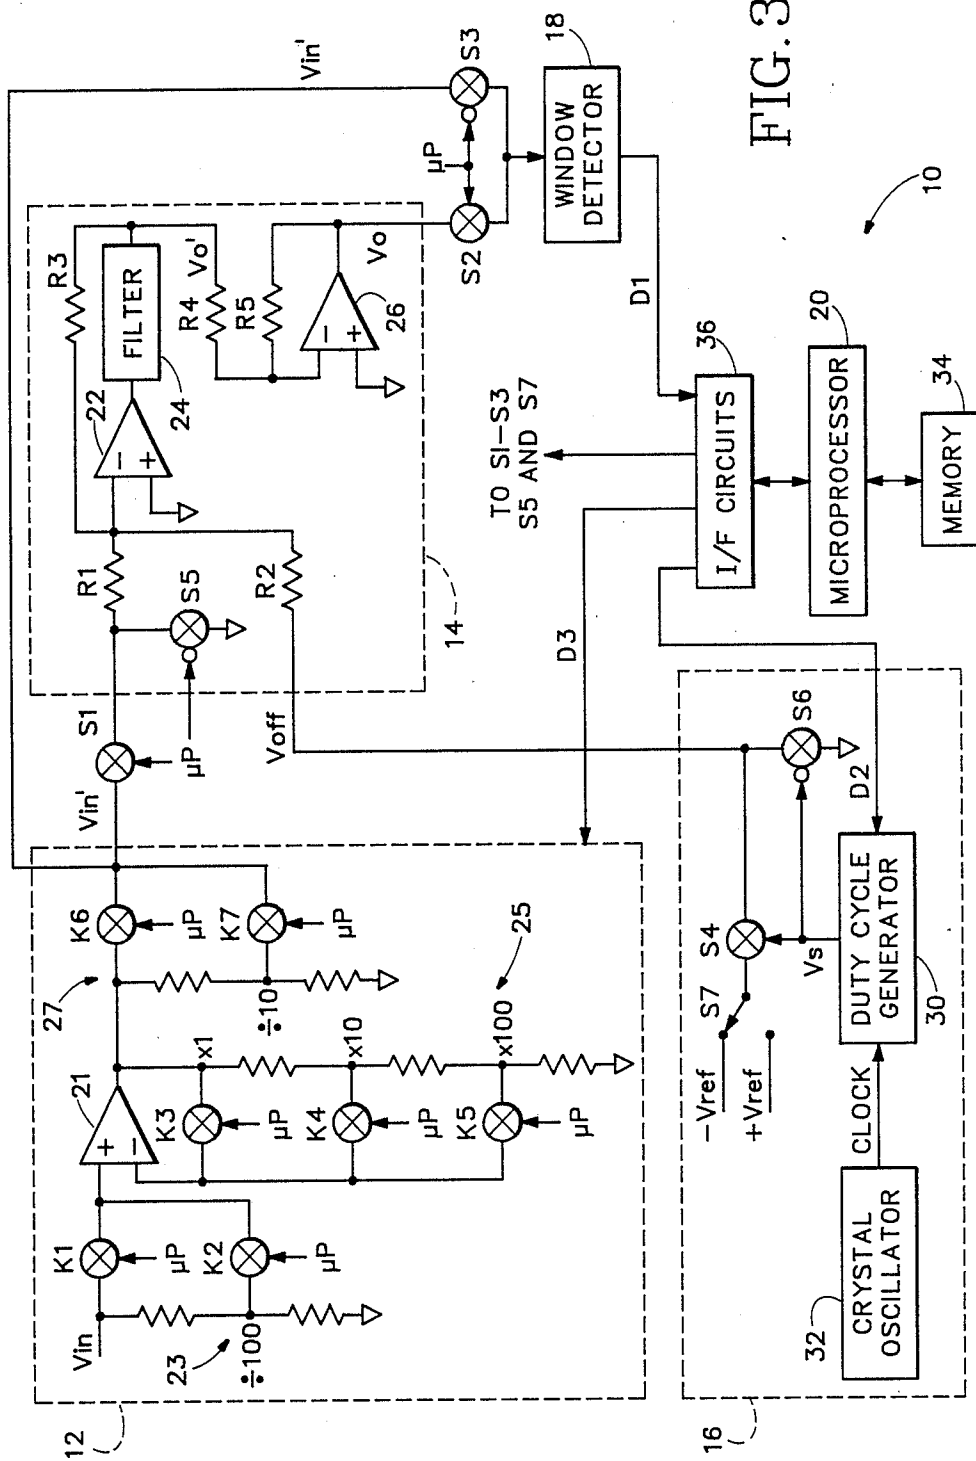 Vin
K1
µP
K2
µP
23
÷100
12
21
+
−
K3
µP
x1
K4
µP
x10
K5
µP
x100
25
27
K6
µP
K7
µP
÷10
Vin'
S1
µP
S5
R1
R2
Voff
14
22
−
+
R3
FILTER
24
Vo'
R4
R5
−
+
26
Vo
Vin'
S2
µP
S3
WINDOW
DETECTOR
18
D1
TO S1-S3
S5 AND S7
D3
I/F CIRCUITS
36
MICROPROCESSOR
20
MEMORY
34
D2
10
16
CRYSTAL
OSCILLATOR
32
CLOCK
DUTY CYCLE
GENERATOR
30
Vs
S4
S6
S7
−Vref
+Vref
FIG.3